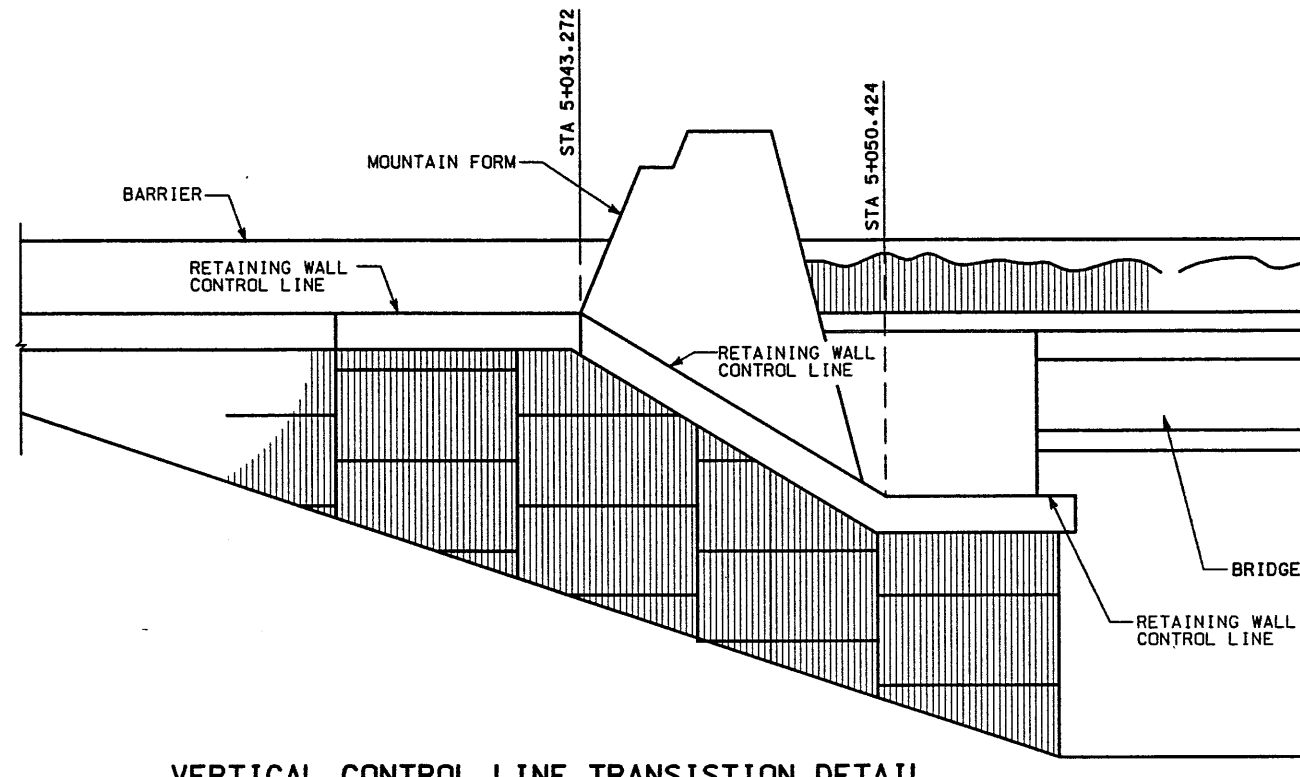 STA 5+043.272
STA 5+050.424
MOUNTAIN FORM
BARRIER
RETAINING WALL
CONTROL LINE
RETAINING WALL
CONTROL LINE
BRIDGE
RETAINING WALL
CONTROL LINE
VERTICAL CONTROL LINE TRANSISTION DETAIL